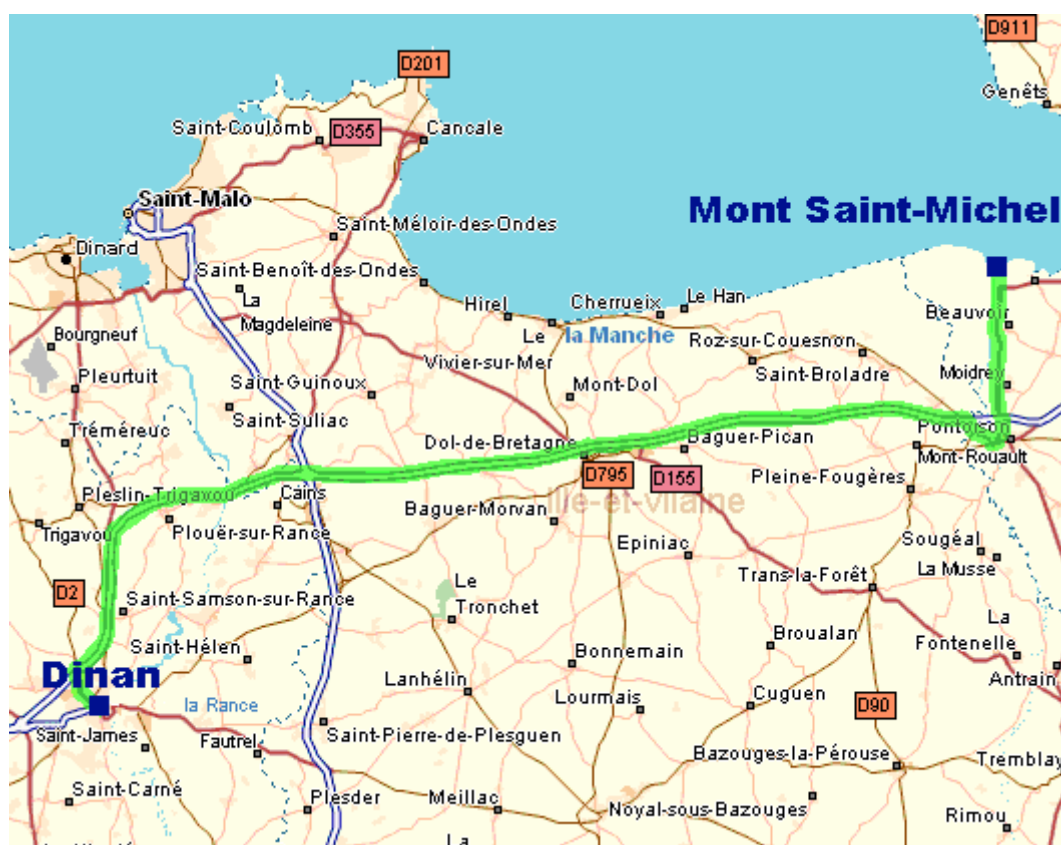 D911
D201
Genêts
Saint-Coulomb
D355
Cancale
Saint-Malo
Mont Saint-Michel
Saint-Méloir-des-Ondes
Dinard
Saint-Benoît-des-Ondes
La
Magdeleine
Hirel
Cherrueix
Le Han
Beauvoir
Bourgneuf
Le
Vivier-sur-Mer
la Manche
Roz-sur-Couesnon
Saint-Broladre
Moidrey
Pleurtuit
Saint-Guinoux
Mont-Dol
Saint-Suliac
Tréméreuc
Dol-de-Bretagne
Baguer-Pican
Pontorson
Mont-Rouault
D795
D155
Pleine-Fougères
Pleslin-Trigavou
Cains
Ille-et-vilaine
Baguer-Morvan
Trigavou
Plouër-sur-Rance
Epiniac
Sougéal
La Musse
D2
Le
Tronchet
Trans-la-Forêt
Saint-Samson-sur-Rance
La
Fontenelle
Saint-Hélen
Bonnemain
Broualan
Antrain
Dinan
Lanhélin
Lourmais
Cuguen
la Rance
D90
Saint-James
Fautrel
Saint-Pierre-de-Plesguen
Bazouges-la-Pérouse
Tremblay
Saint-Carné
Plesder
Meillac
Noyal-sous-Bazouges
Rimou
La